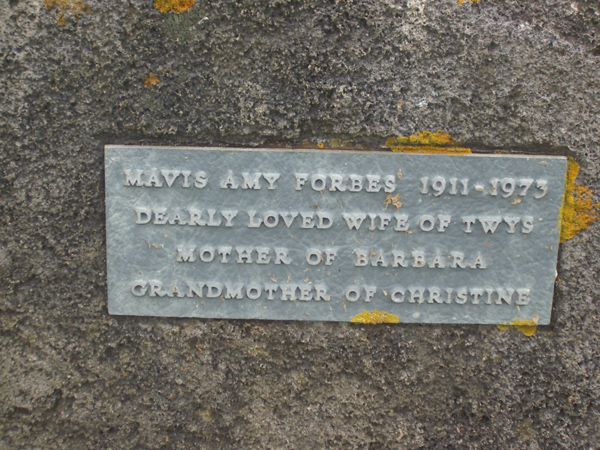 MAVIS AMY FORBES 1911-1973
DEARLY LOVED WIFE OF TWYS
MOTHER OF BARBARA
GRANDMOTHER OF CHRISTINE